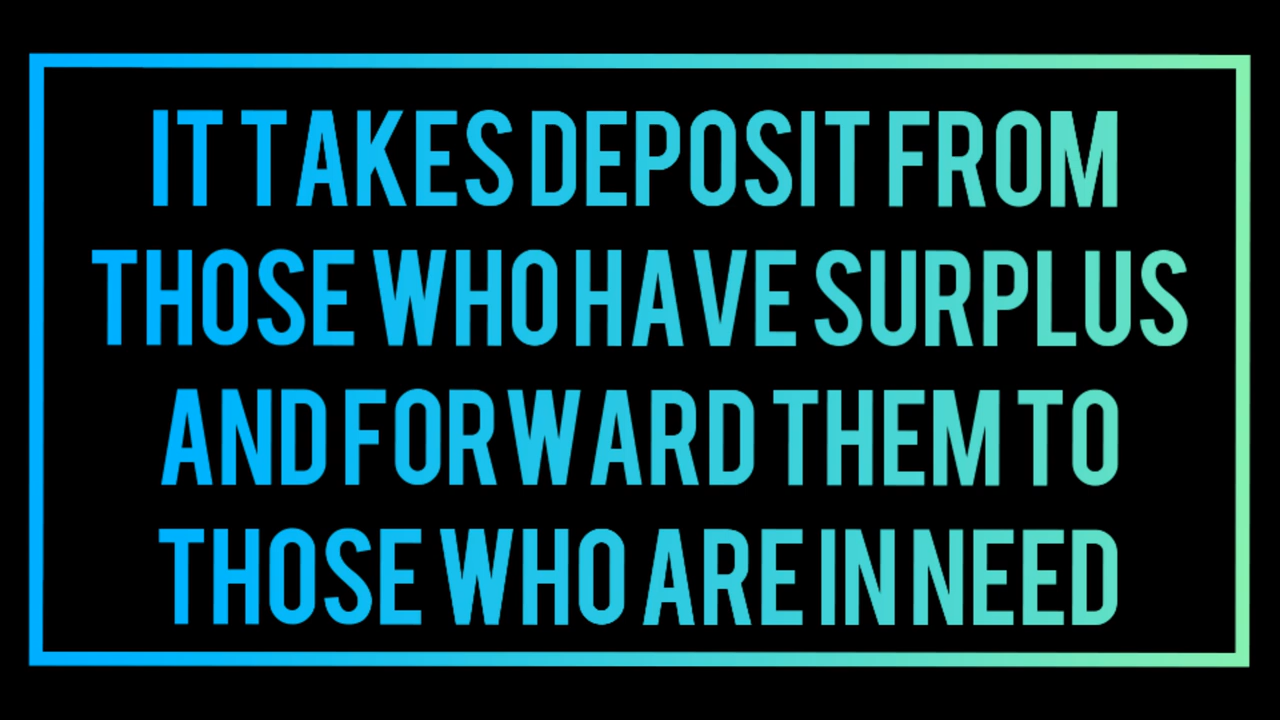 IT TAKES DEPOSIT FROM
THOSE WHO HAVE SURPLUS
AND FORWARD THEM TO
THOSE WHO ARE IN NEED